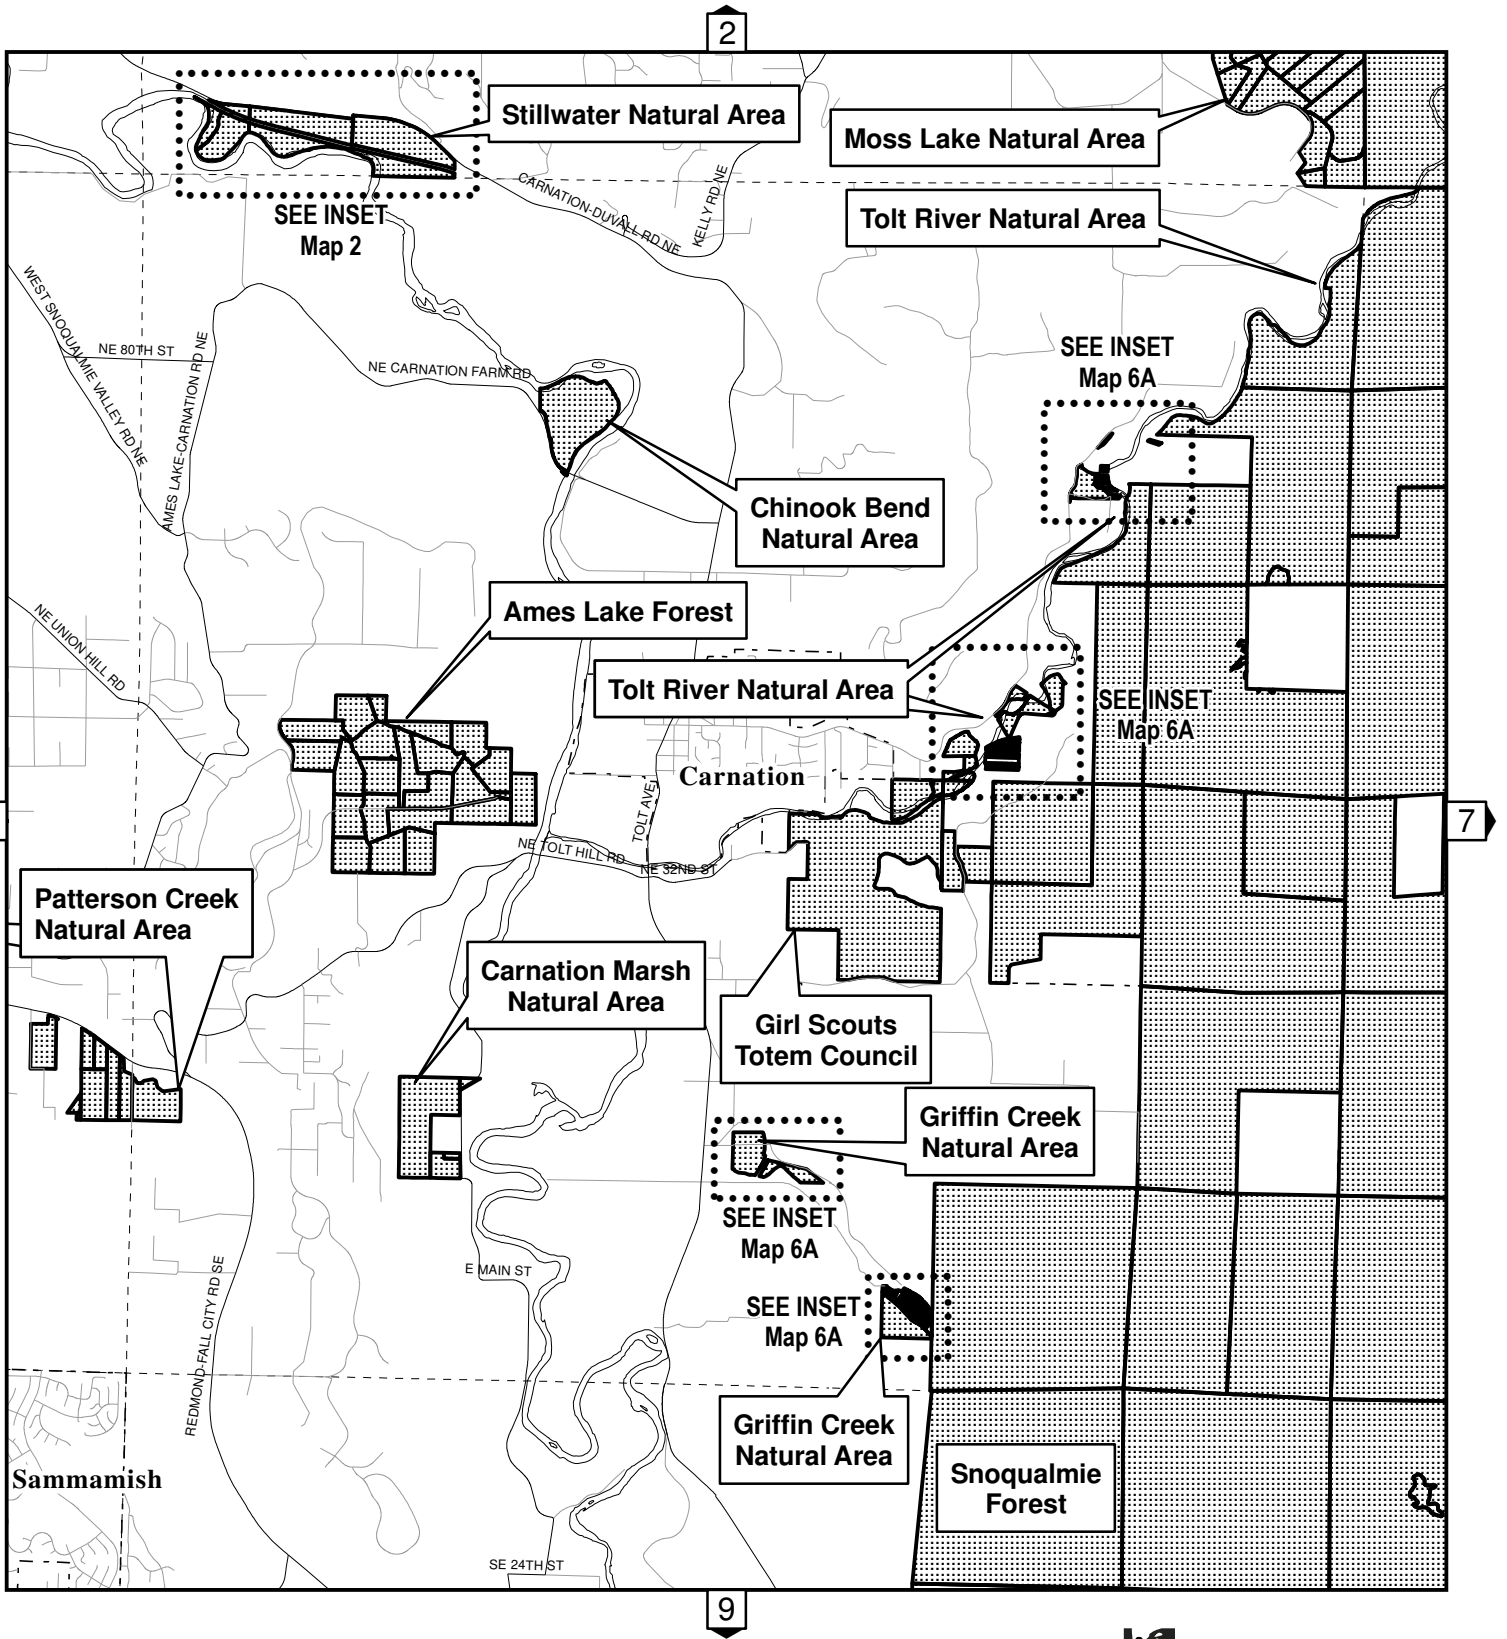 2
Stillwater Natural Area
Moss Lake Natural Area
CARNATION-DUVALL RD NE
KELLY RD NE
SEE INSET
Map 2
Tolt River Natural Area
WEST SNOQUALMIE VALLEY RD NE
NE 80TH ST
AMES LAKE-CARNATION RD NE
NE CARNATION FARM RD
SEE INSET
Map 6A
Chinook Bend
Natural Area
Ames Lake Forest
NE UNION HILL RD
Tolt River Natural Area
SEE INSET
Map 6A
Carnation
TOLT AVE
7
NE TOLT HILL RD
NE 32ND ST
Patterson Creek
Natural Area
Carnation Marsh
Natural Area
Girl Scouts
Totem Council
Griffin Creek
Natural Area
SEE INSET
Map 6A
E MAIN ST
REDMOND-FALL CITY RD SE
SEE INSET
Map 6A
Griffin Creek
Natural Area
Snoqualmie
Forest
Sammamish
SE 24TH ST
9